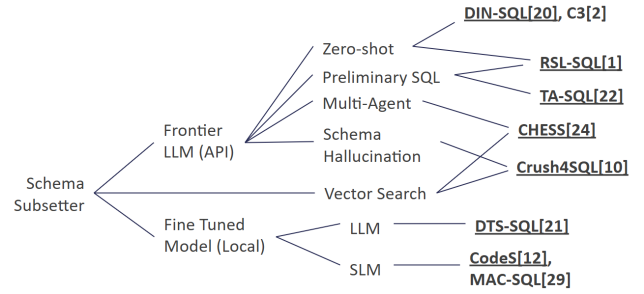 DIN-SQL[20], C3[2]
Zero-shot
RSL-SQL[1]
Preliminary SQL
TA-SQL[22]
Multi-Agent
CHESS[24]
Frontier
LLM (API)
Schema
Hallucination
Crush4SQL[10]
Schema
Subsetter
Vector Search
Fine Tuned
Model (Local)
LLM
DTS-SQL[21]
SLM
CodeS[12],
MAC-SQL[29]